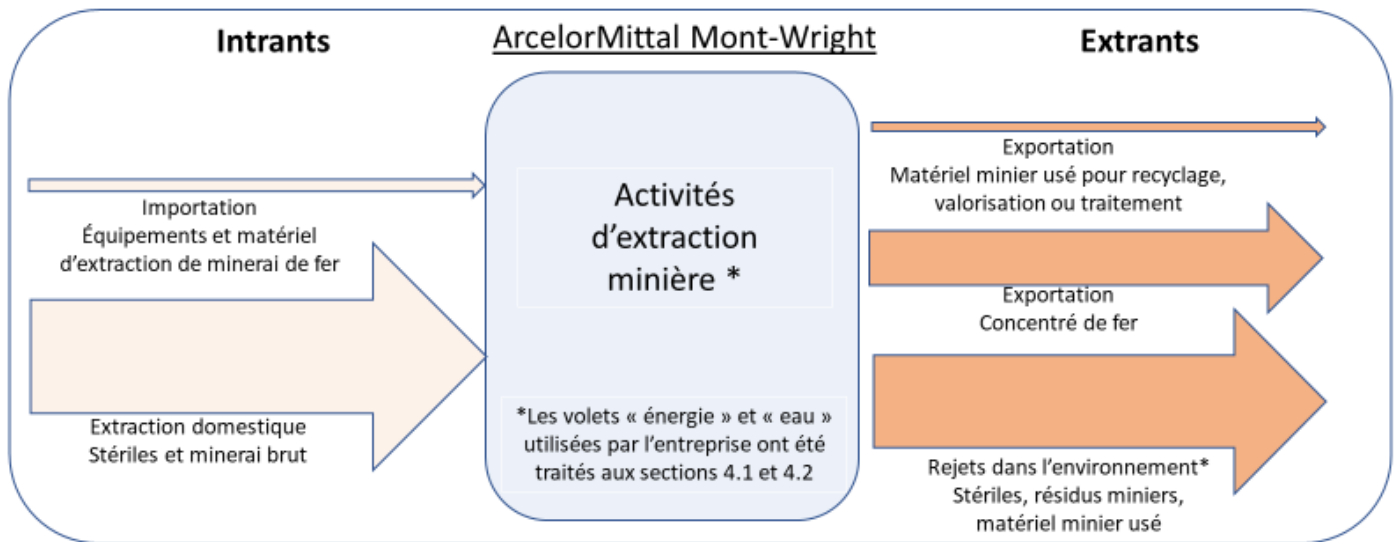 Intrants
ArcelorMittal Mont-Wright
Extrants
Importation
Équipements et matériel
d’extraction de minerai de fer
Extraction domestique
Stériles et minerai brut
Activités
d’extraction
minière *
*Les volets « énergie » et « eau »
utilisées par l’entreprise ont été
traités aux sections 4.1 et 4.2
Exportation
Matériel minier usé pour recyclage,
valorisation ou traitement
Exportation
Concentré de fer
Rejets dans l’environnement*
Stériles, résidus miniers,
matériel minier usé